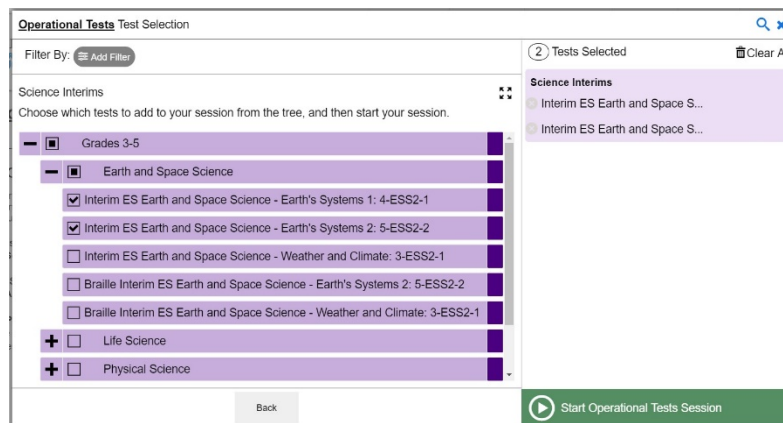 Operational Tests Test Selection
Filter By: Add Filter
Science Interims
Choose which tests to add to your session from the tree, and then start your session.
Grades 3-5
Earth and Space Science
Interim ES Earth and Space Science - Earth's Systems 1: 4-ESS2-1
Interim ES Earth and Space Science - Earth's Systems 2: 5-ESS2-2
Interim ES Earth and Space Science - Weather and Climate: 3-ESS2-1
Braille Interim ES Earth and Space Science - Earth's Systems 2: 5-ESS2-2
Braille Interim ES Earth and Space Science - Weather and Climate: 3-ESS2-1
Life Science
Physical Science
Back
2 Tests Selected
Clear A
Science Interims
Interim ES Earth and Space S...
Interim ES Earth and Space S...
Start Operational Tests Session